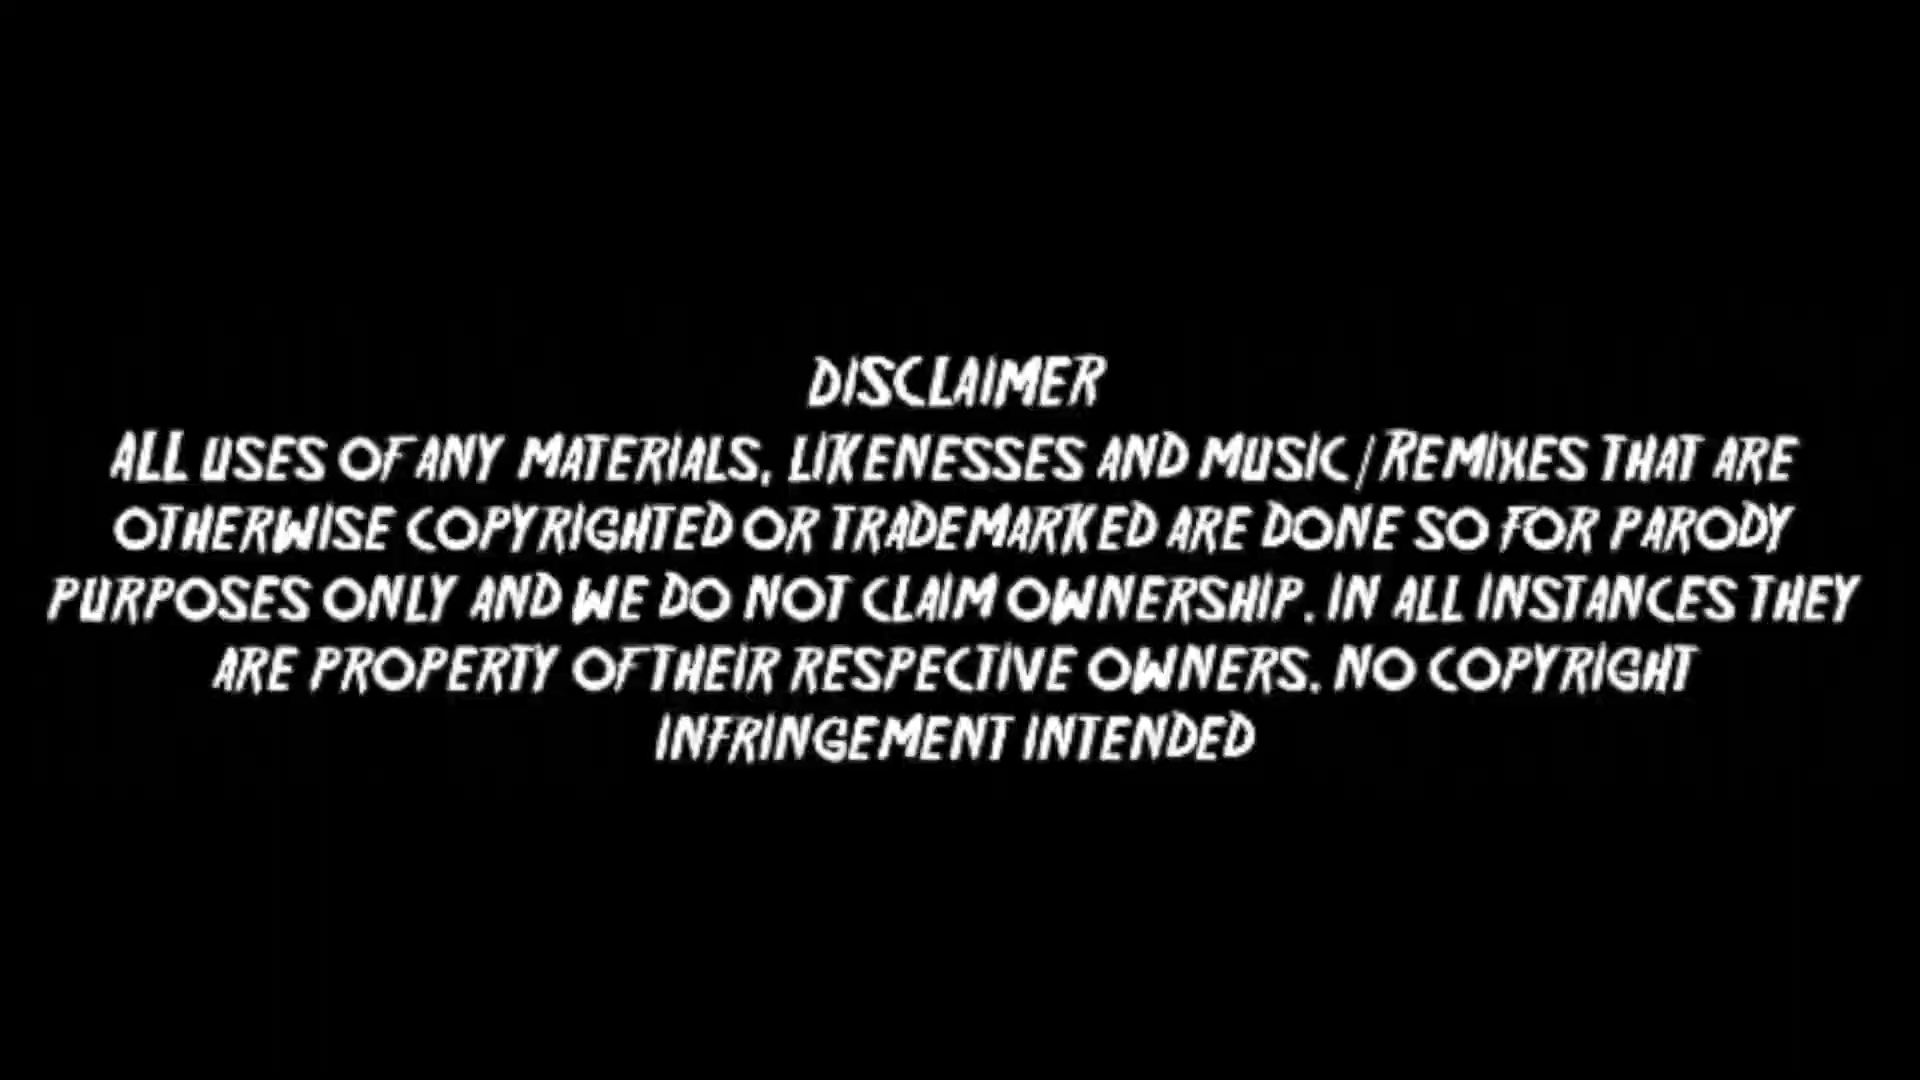 DISCLAIMER
ALL USES OF ANY MATERIALS, LIKENESSES AND MUSIC/REMIXES THAT ARE
OTHERWISE COPYRIGHTED OR TRADEMARKED ARE DONE SO FOR PARODY
PURPOSES ONLY AND WE DO NOT CLAIM OWNERSHIP. IN ALL INSTANCES THEY
ARE PROPERTY OF THEIR RESPECTIVE OWNERS. NO COPYRIGHT
INFRINGEMENT INTENDED